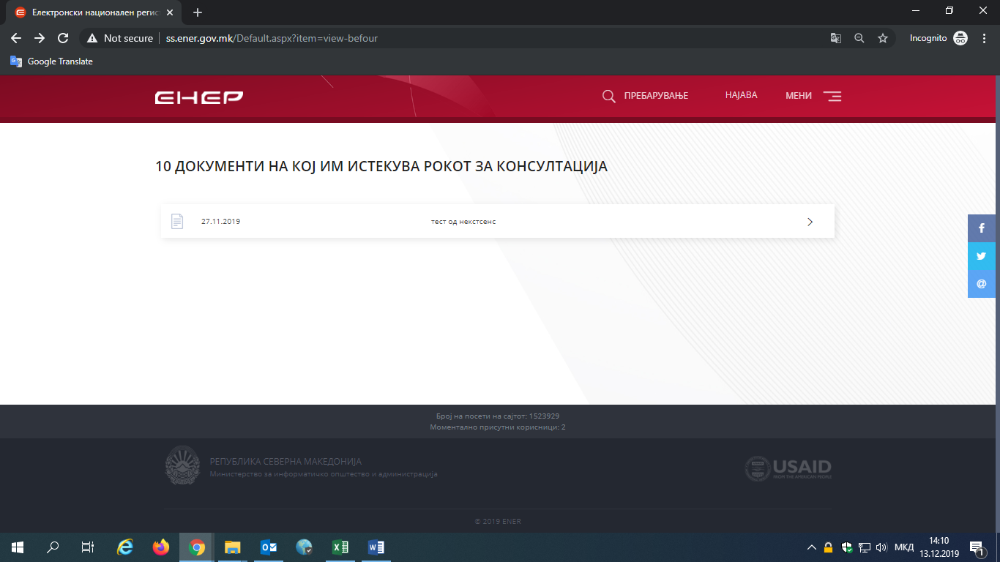 Електронски национален регис
Not secure
ss.ener.gov.mk/Default.aspx?item=view-befour
Incognito
Google Translate
ЕНЕР
ПРЕБАРУВАЊЕ
НАЈАВА
МЕНИ
10 ДОКУМЕНТИ НА КОЈ ИМ ИСТЕКУВА РОКОТ ЗА КОНСУЛТАЦИЈА
27.11.2019
тест од некстсенс
Број на посети на сајтот: 1523929
Моментално присутни корисници: 2
РЕПУБЛИКА СЕВЕРНА МАКЕДОНИЈА
Министерство за информатичко општество и администрација
USAID
FROM THE AMERICAN PEOPLE
© 2019 ENER
МКД
14:10
13.12.2019
1